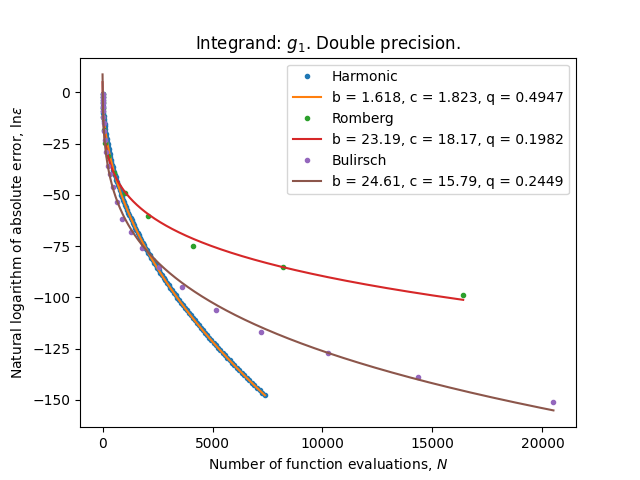 Integrand: g₁. Double precision.
Natural logarithm of absolute error, lnε
0
−25
−50
−75
−100
−125
−150
Harmonic
b = 1.618, c = 1.823, q = 0.4947
Romberg
b = 23.19, c = 18.17, q = 0.1982
Bulirsch
b = 24.61, c = 15.79, q = 0.2449
0 5000 10000 15000 20000
Number of function evaluations, N